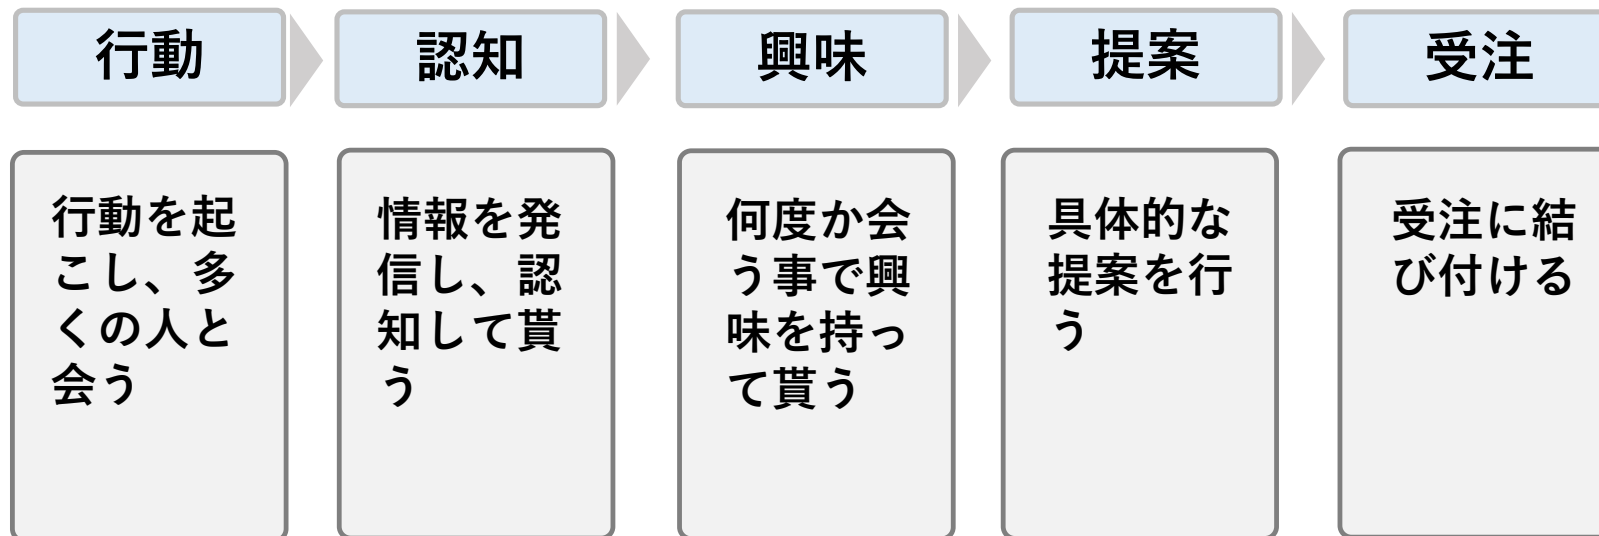 行動
認知
興味
提案
受注
行動を起
こし、多
くの人と
会う
情報を発
信し、認
知して貰
う
何度か会
う事で興
味を持っ
て貰う
具体的な
提案を行
う
受注に結
び付ける